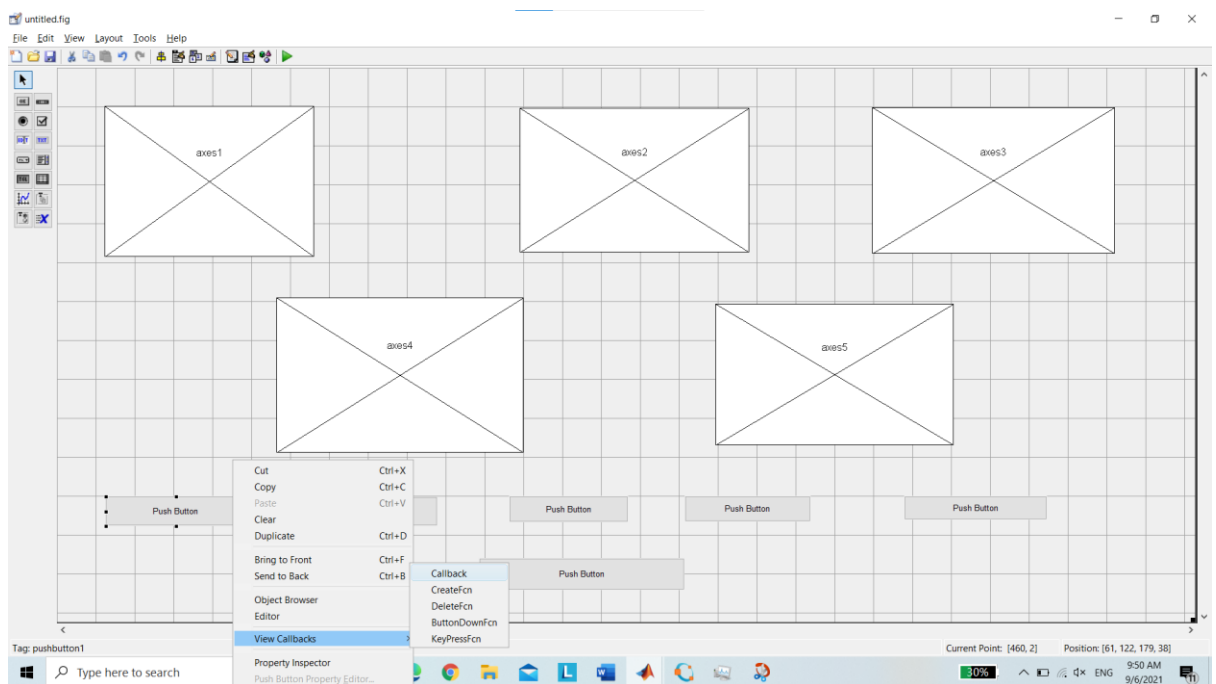 untitled.fig
File Edit View Layout Tools Help
axes1
axes2
axes3
axes4
axes5
Push Button
Push Button
Push Button
Push Button
Push Button
Cut Ctrl+X
Copy Ctrl+C
Paste Ctrl+V
Clear
Duplicate Ctrl+D
Bring to Front Ctrl+F
Send to Back Ctrl+B
Object Browser
Editor
View Callbacks
Property Inspector
Push Button Property Editor...
Callback
CreateFcn
DeleteFcn
ButtonDownFcn
KeyPressFcn
Tag: pushbutton1
Current Point: [460, 2] Position: [61, 122, 179, 38]
Type here to search
30%
ENG
9:50 AM
9/6/2021